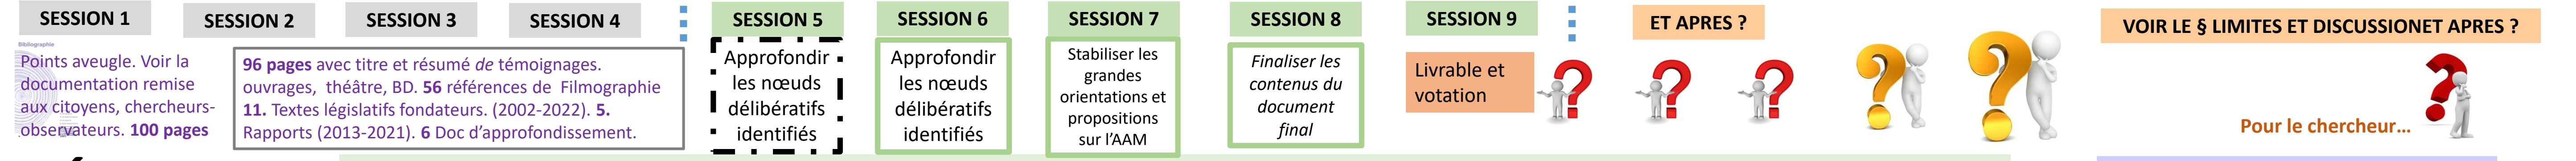 SESSION 1
SESSION 2
SESSION 3
SESSION 4
SESSION 5
SESSION 6
SESSION 7
SESSION 8
SESSION 9
ET APRES ?
VOIR LE § LIMITES ET DISCUSSIONET APRES ?
Bibliographie
Points aveugle. Voir la
documentation remise
aux citoyens, chercheurs-
observateurs. 100 pages
96 pages avec titre et résumé de témoignages.
ouvrages, théâtre, BD. 56 références de Filmographie
11. Textes législatifs fondateurs. (2002-2022). 5.
Rapports (2013-2021). 6 Doc d’approfondissement.
Approfondir
les nœuds
délibératifs
identifiés
Approfondir
les nœuds
délibératifs
identifiés
Stabiliser les
grandes
orientations et
propositions
sur l’AAM
Finaliser les
contenus du
document
final
Livrable et
votation
Pour le chercheur…